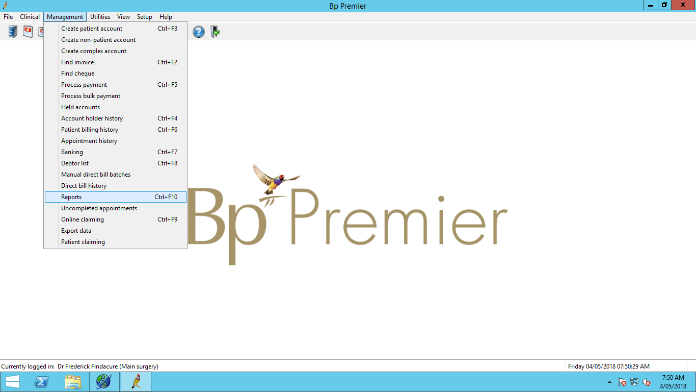 Bp Premier
File Clinical Management Utilities View Setup Help
Create patient account Ctrl+F3
Create non-patient account
Create complex account
Find invoice Ctrl+F2
Find cheque
Process payment Ctrl+F5
Process bulk payment
Held accounts
Account holder history Ctrl+F4
Patient billing history Ctrl+F6
Appointment history
Banking Ctrl+F7
Debtor list Ctrl+F8
Manual direct bill batches
Direct bill history
Reports Ctrl+F10
Uncompleted appointments
Online claiming Ctrl+F9
Export data
Patient claiming
Bp Premier
Currently logged in: Dr Frederick Findacure (Main surgery) Friday 04/05/2018 07:50:29 AM
7:50 AM
4/05/2018